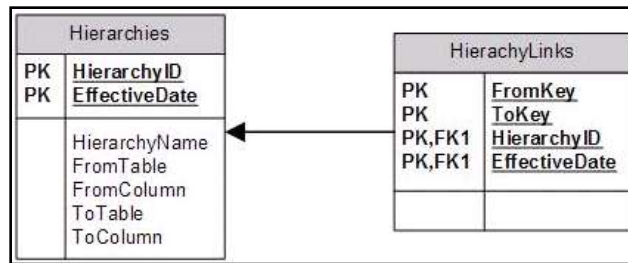 Hierarchies
PK HierarchyID
PK EffectiveDate
HierarchyName
FromTable
FromColumn
ToTable
ToColumn
HierachyLinks
PK FromKey
PK ToKey
PK,FK1 HierarchyID
PK,FK1 EffectiveDate